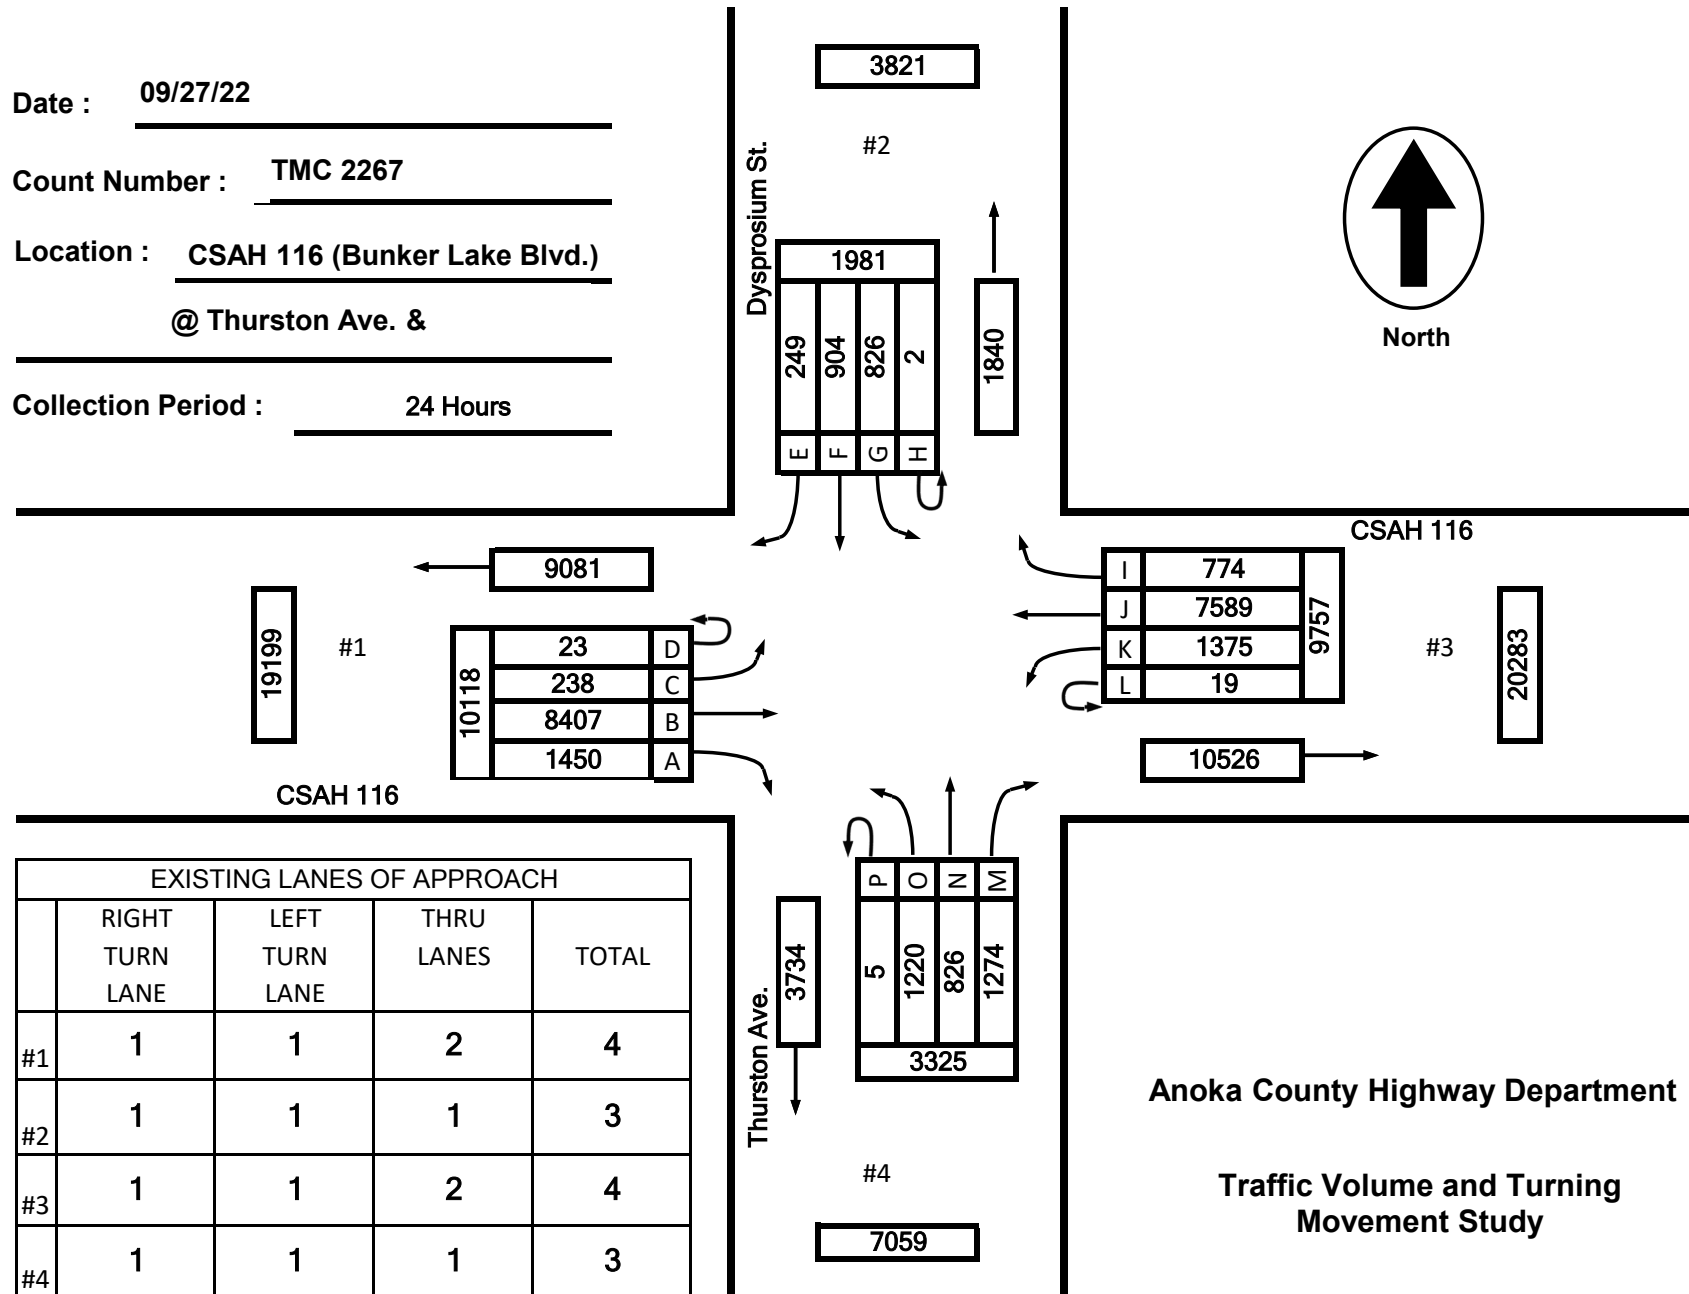 Date : 09/27/22
Count Number : TMC 2267
Location : CSAH 116 (Bunker Lake Blvd.)
@ Thurston Ave. &
Collection Period : 24 Hours
3821
#2
Dysprosium St.
1981
249 904 826 2
E F G H
1840
North
CSAH 116
9081
19199
#1
10118
23 D
238 C
8407 B
1450 A
CSAH 116
I 774
J 7589
K 1375
L 19
9757
#3
20283
10526
P O N M
5 1220 826 1274
3325
3734
Thurston Ave.
#4
7059
EXISTING LANES OF APPROACH
RIGHT LEFT THRU
TURN TURN LANES TOTAL
LANE LANE
#1 1 1 2 4
#2 1 1 1 3
#3 1 1 2 4
#4 1 1 1 3
Anoka County Highway Department
Traffic Volume and Turning
Movement Study